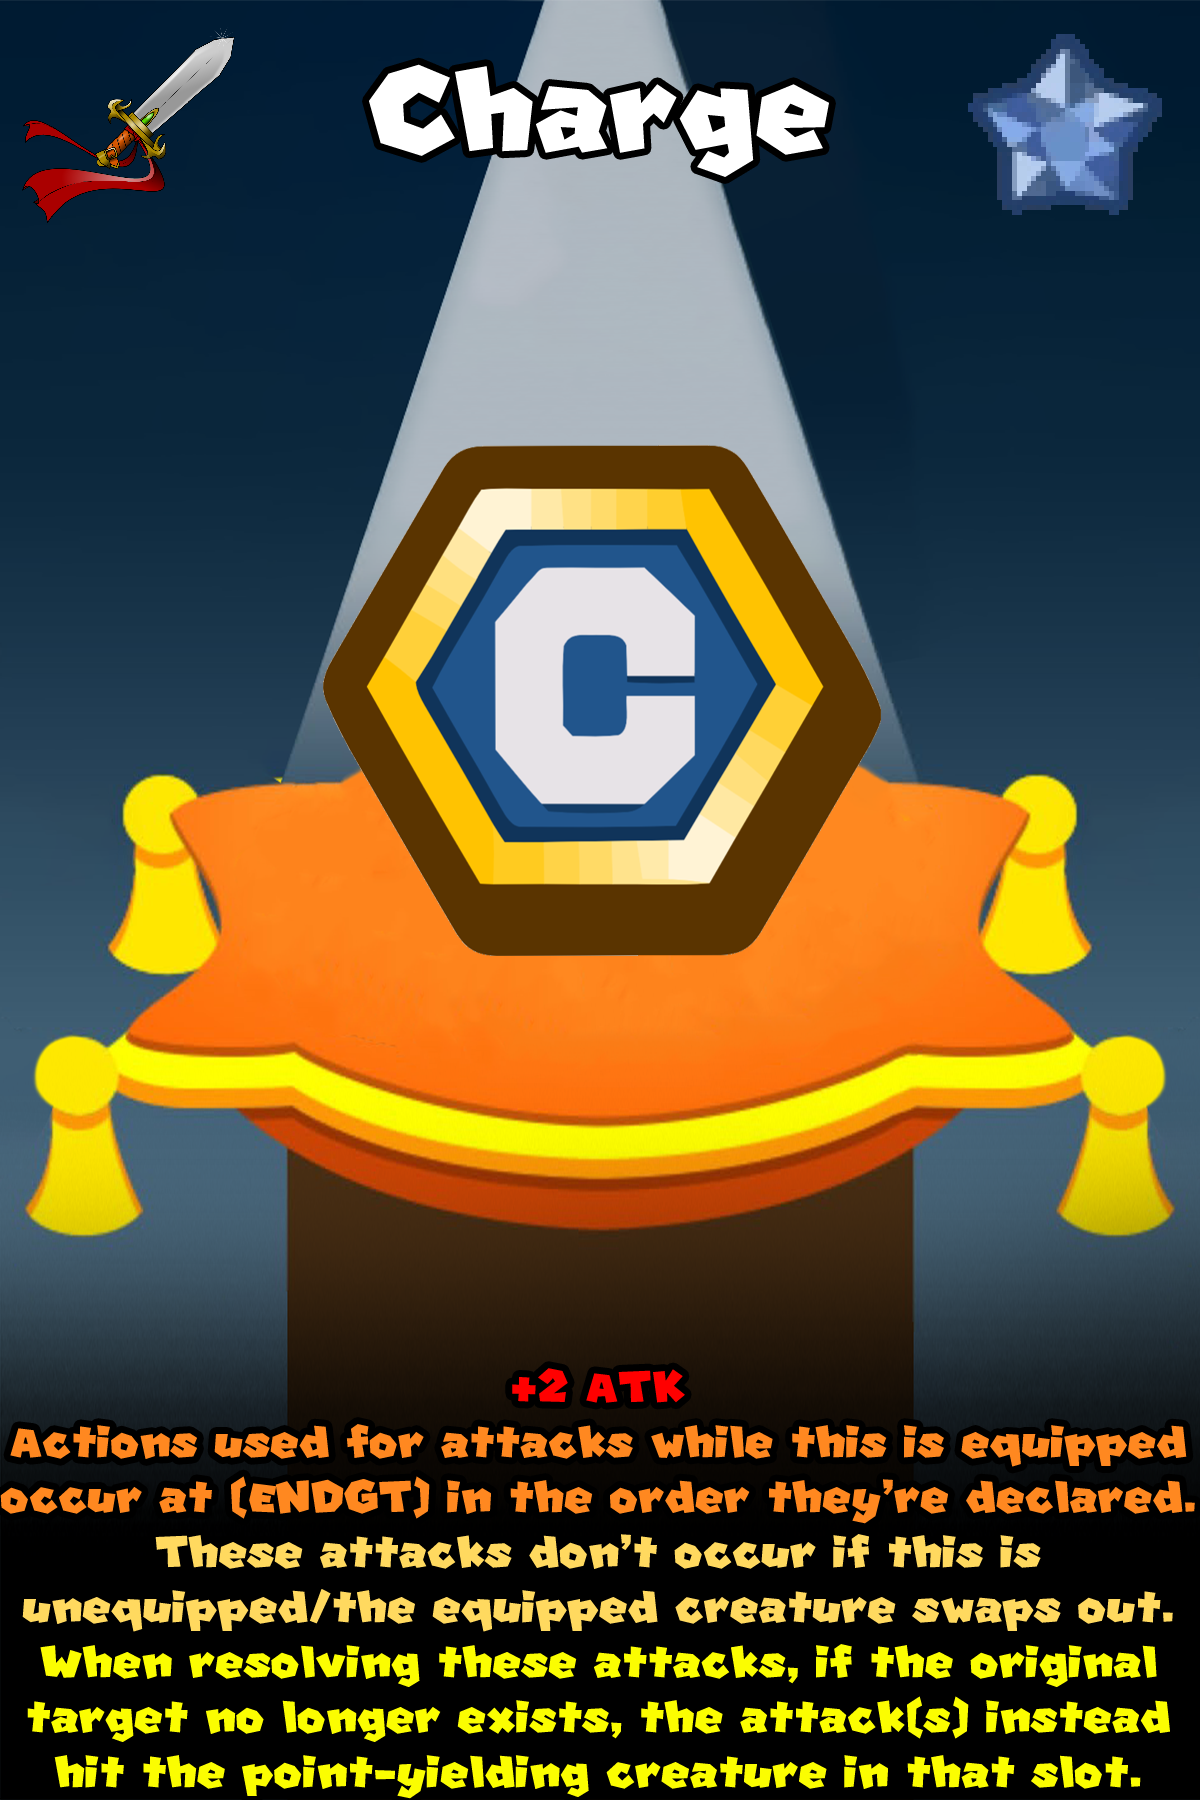 Charge
C
+2 ATK
Actions used for attacks while this is equipped
occur at (ENDGT) in the order they're declared.
These attacks don't occur if this is
unequipped/the equipped creature swaps out.
When resolving these attacks, if the original
target no longer exists, the attack(s) instead
hit the point-yielding creature in that slot.